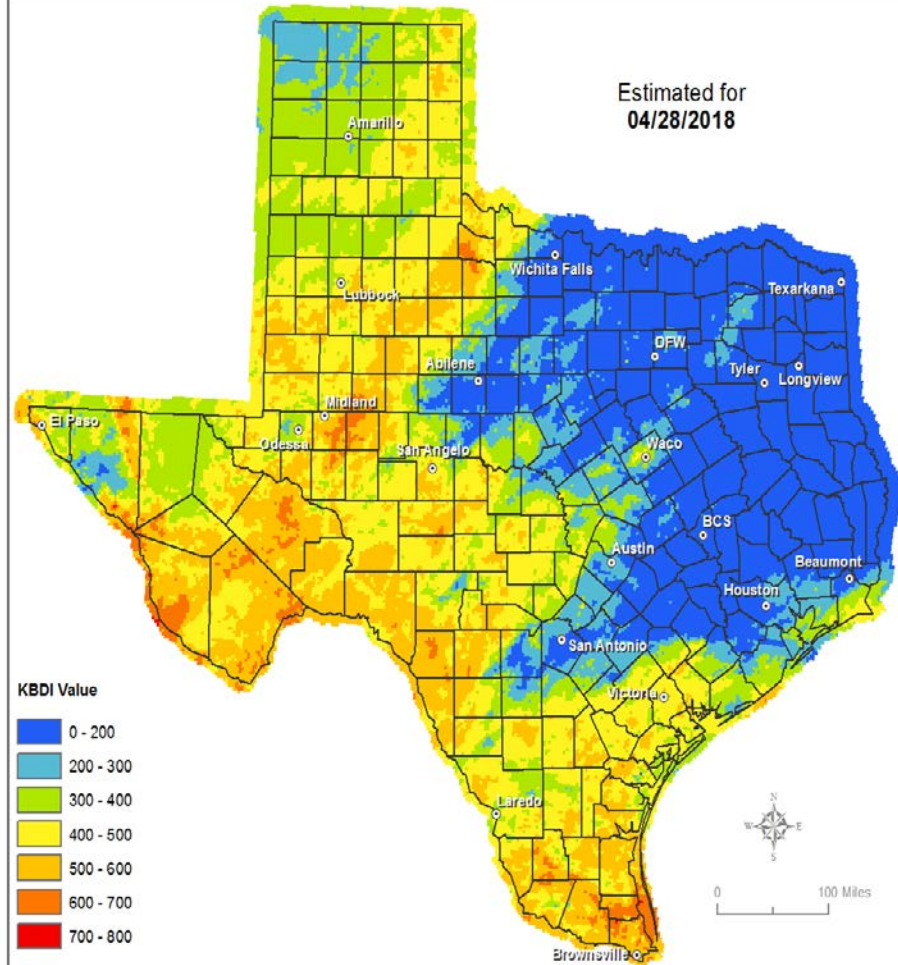 Estimated for
04/28/2018
Amarillo
Wichita Falls
Lubbock
Texarkana
DFW
Abilene
Tyler
Longview
Midland
El Paso
Odessa
San Angelo
Waco
BCS
Austin
Beaumont
Houston
San Antonio
Victoria
KBDI Value
0 - 200
200 - 300
300 - 400
400 - 500
500 - 600
600 - 700
700 - 800
Laredo
N
W E
S
0 100 Miles
Brownsville